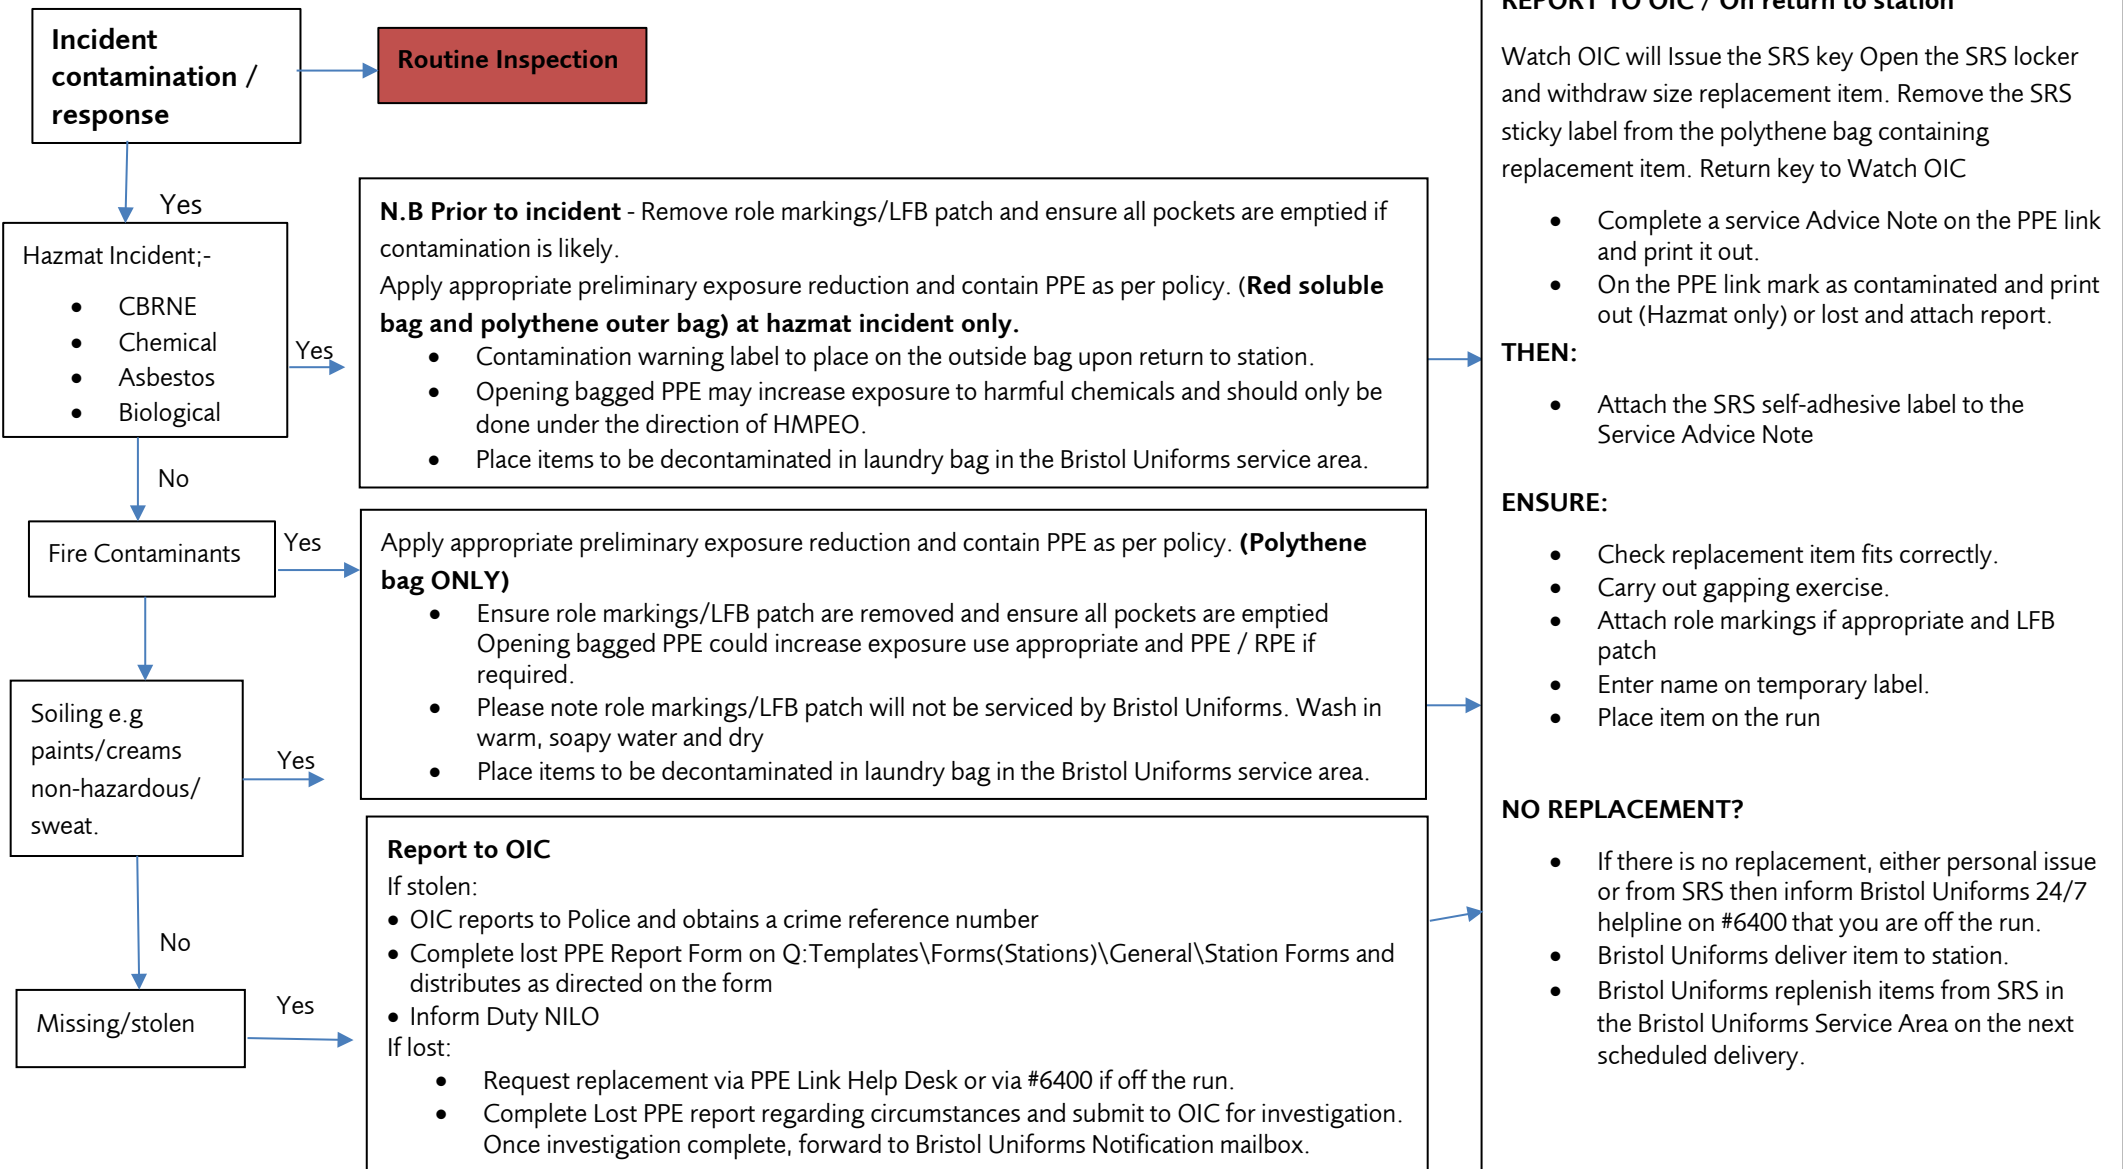 Incident
contamination /
response
Routine Inspection
Yes
Hazmat Incident;-
• CBRNE
• Chemical
• Asbestos
• Biological
Yes
No
Fire Contaminants
Yes
Soiling e.g
paints/creams
non-hazardous/
sweat.
Yes
No
Missing/stolen
Yes
N.B Prior to incident - Remove role markings/LFB patch and ensure all pockets are emptied if
contamination is likely.
Apply appropriate preliminary exposure reduction and contain PPE as per policy. (Red soluble
bag and polythene outer bag) at hazmat incident only.
• Contamination warning label to place on the outside bag upon return to station.
• Opening bagged PPE may increase exposure to harmful chemicals and should only be
done under the direction of HMPEO.
• Place items to be decontaminated in laundry bag in the Bristol Uniforms service area.
Apply appropriate preliminary exposure reduction and contain PPE as per policy. (Polythene
bag ONLY)
• Ensure role markings/LFB patch are removed and ensure all pockets are emptied
Opening bagged PPE could increase exposure use appropriate and PPE / RPE if
required.
• Please note role markings/LFB patch will not be serviced by Bristol Uniforms. Wash in
warm, soapy water and dry
• Place items to be decontaminated in laundry bag in the Bristol Uniforms service area.
Report to OIC
If stolen:
• OIC reports to Police and obtains a crime reference number
• Complete lost PPE Report Form on Q:Templates\Forms(Stations)\General\Station Forms and
distributes as directed on the form
• Inform Duty NILO
If lost:
• Request replacement via PPE Link Help Desk or via #6400 if off the run.
• Complete Lost PPE report regarding circumstances and submit to OIC for investigation.
Once investigation complete, forward to Bristol Uniforms Notification mailbox.
REPORT TO OIC / On return to station
Watch OIC will Issue the SRS key Open the SRS locker
and withdraw size replacement item. Remove the SRS
sticky label from the polythene bag containing
replacement item. Return key to Watch OIC
• Complete a service Advice Note on the PPE link
and print it out.
• On the PPE link mark as contaminated and print
out (Hazmat only) or lost and attach report.
THEN:
• Attach the SRS self-adhesive label to the
Service Advice Note
ENSURE:
• Check replacement item fits correctly.
• Carry out gapping exercise.
• Attach role markings if appropriate and LFB
patch
• Enter name on temporary label.
• Place item on the run
NO REPLACEMENT?
• If there is no replacement, either personal issue
or from SRS then inform Bristol Uniforms 24/7
helpline on #6400 that you are off the run.
• Bristol Uniforms deliver item to station.
• Bristol Uniforms replenish items from SRS in
the Bristol Uniforms Service Area on the next
scheduled delivery.